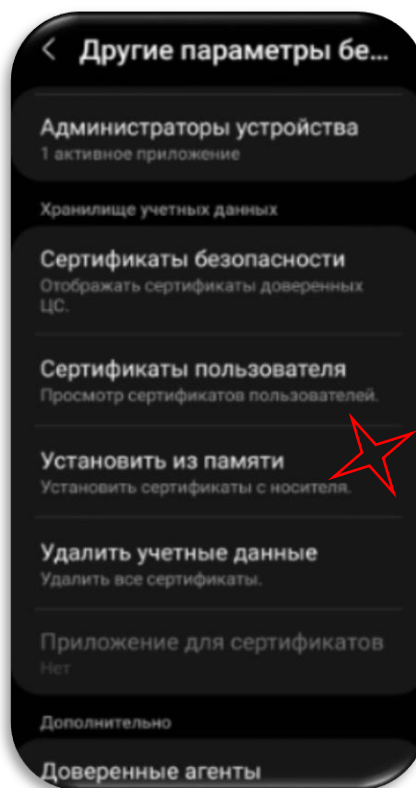 Другие параметры бе...
Администраторы устройства
1 активное приложение
Хранилище учетных данных
Сертификаты безопасности
Отображать сертификаты доверенных
ЦС.
Сертификаты пользователя
Просмотр сертификатов пользователей.
Установить из памяти
Установить сертификаты с носителя.
Удалить учетные данные
Удалить все сертификаты.
Приложение для сертификатов
Нет
Дополнительно
Доверенные агенты